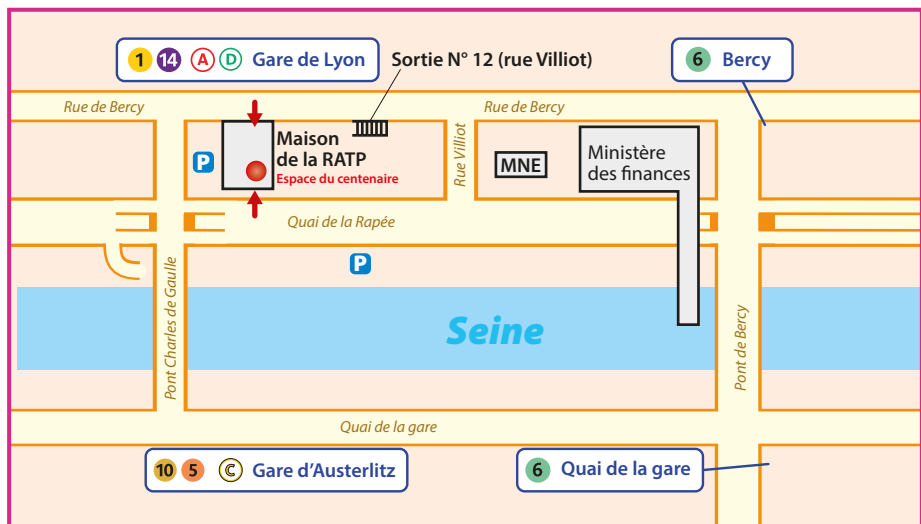 1 14 A D Gare de Lyon
Sortie N° 12 (rue Villiot)
6 Bercy
Rue de Bercy
Rue de Bercy
P
Maison
de la RATP
Espace du centenaire
Rue Villiot
MNE
Ministère
des finances
Quai de la Rapée
P
Pont Charles de Gaulle
Seine
Pont de Bercy
Quai de la gare
10 5 C Gare d'Austerlitz
6 Quai de la gare